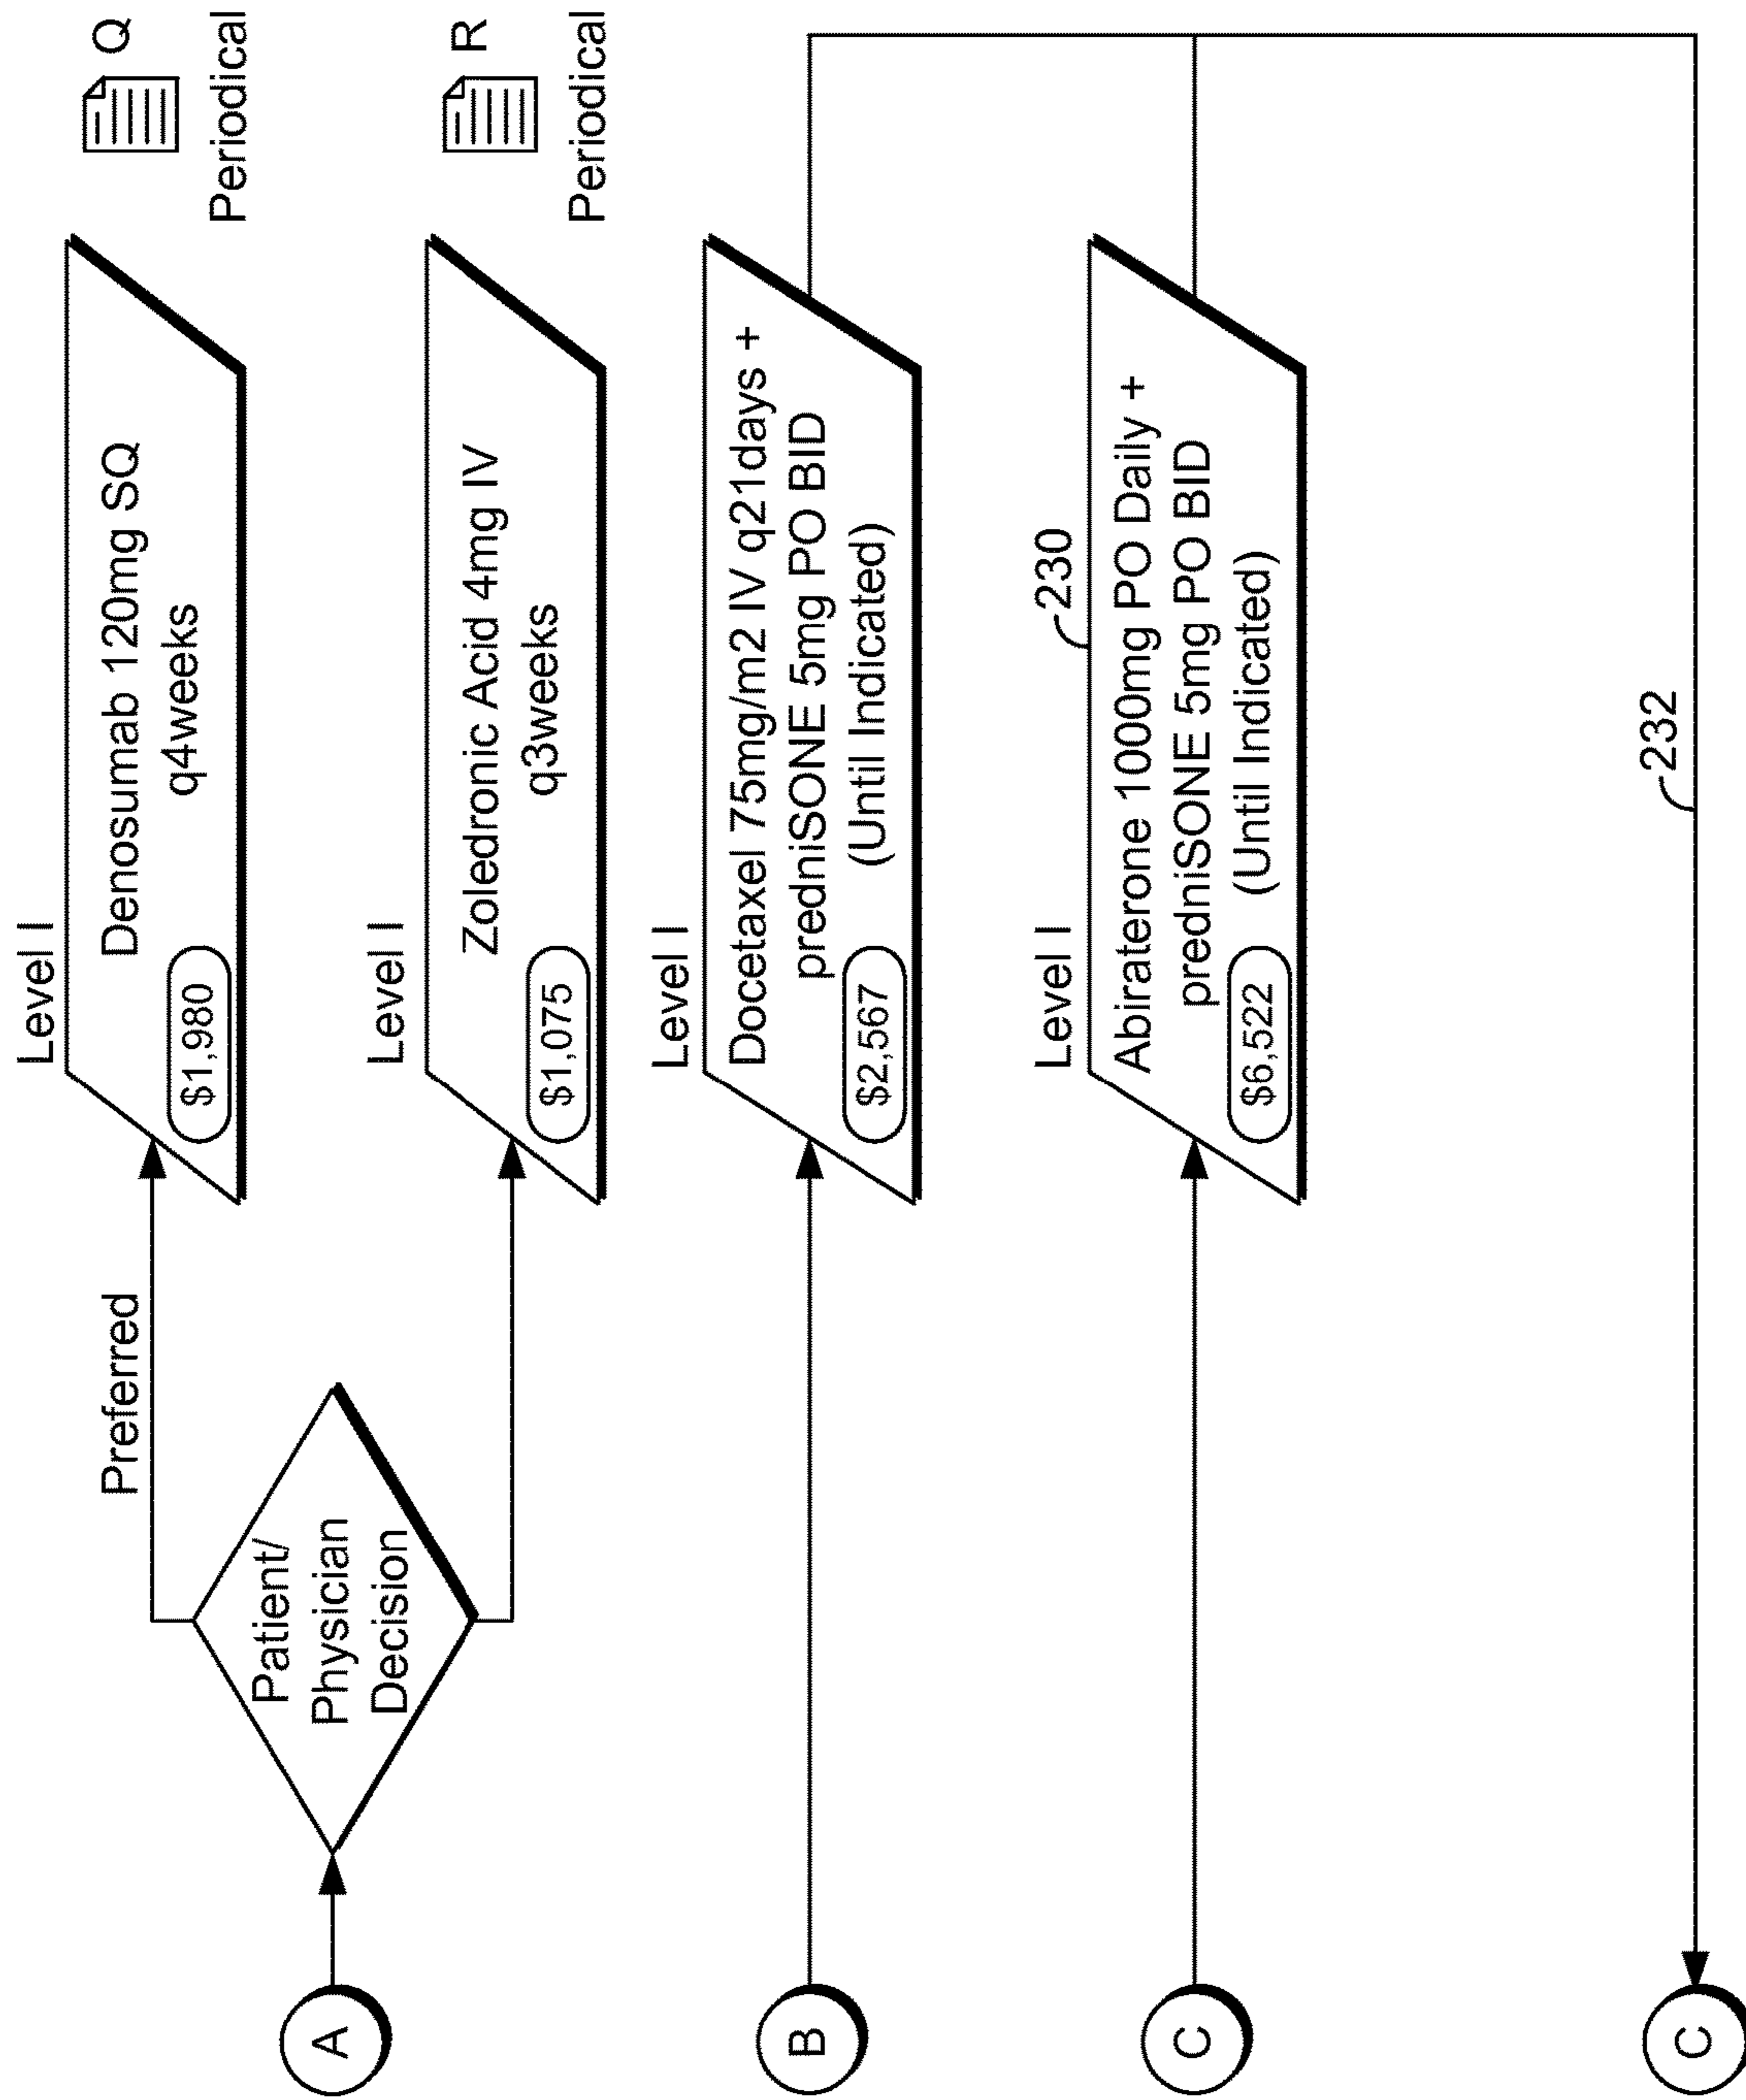 A
Patient/
Physician
Decision
Preferred
Level I
Denosumab 120mg SQ
q4weeks
$1,980
Q
Periodical
Level I
Zoledronic Acid 4mg IV
q3weeks
$1,075
R
Periodical
B
Level I
Docetaxel 75mg/m2 IV q21days +
predniSONE 5mg PO BID
(Until Indicated)
$2,567
C
Level I
230
Abiraterone 1000mg PO Daily +
predniSONE 5mg PO BID
(Until Indicated)
$6,522
232
C